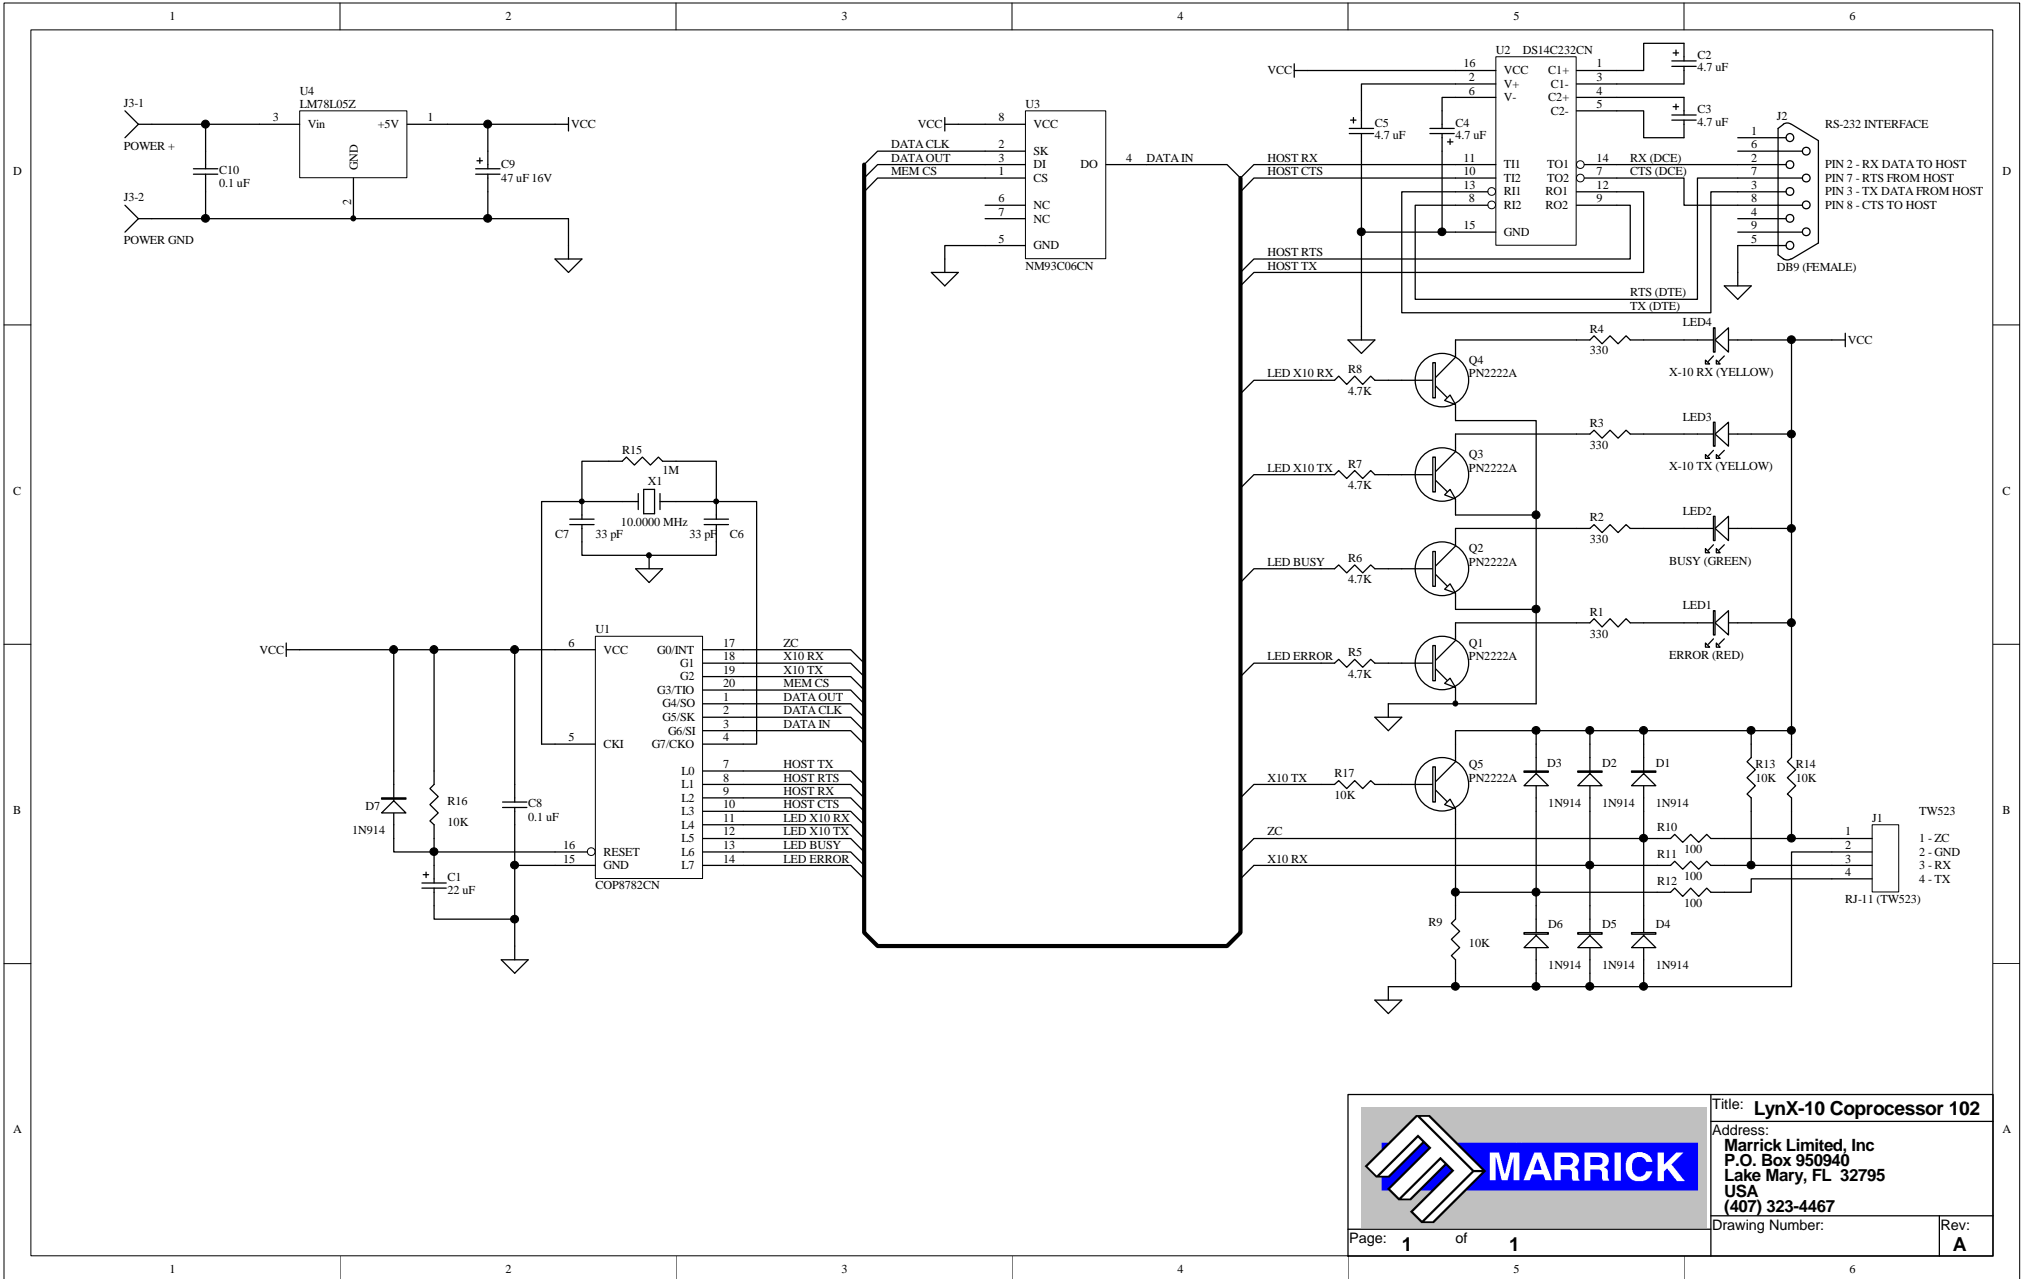 1 2 3 4 5 6
D
C
B
A
J3-1
POWER +
J3-2
POWER GND
C10
0.1 uF
U4
LM78L05Z
3 Vin +5V 1
GND
2
VCC
C9
47 uF 16V
+
U3
VCC 8 VCC
DATA CLK 2 SK
DATA OUT 3 DI DO 4 DATA IN
MEM CS 1 CS
6 NC
7 NC
5 GND
NM93C06CN
U2 DS14C232CN
VCC 16 VCC C1+ 1
2 V+ C1- 3
6 V- C2+ 4
C2- 5
+ C2
4.7 uF
+ C3
4.7 uF
+ C5
4.7 uF
C4
4.7 uF
+
HOST RX 11 TI1 TO1 14 RX (DCE)
HOST CTS 10 TI2 TO2 7 CTS (DCE)
13 RI1 RO1 12
8 RI2 RO2 9
15 GND
HOST RTS
HOST TX
RTS (DTE)
TX (DTE)
J2
RS-232 INTERFACE
1
6
2 PIN 2 - RX DATA TO HOST
7 PIN 7 - RTS FROM HOST
3 PIN 3 - TX DATA FROM HOST
8 PIN 8 - CTS TO HOST
4
9
5
DB9 (FEMALE)
LED X10 RX R8
4.7K
Q4
PN2222A
R4
330
LED4
X-10 RX (YELLOW)
VCC
LED X10 TX R7
4.7K
Q3
PN2222A
R3
330
LED3
X-10 TX (YELLOW)
LED BUSY R6
4.7K
Q2
PN2222A
R2
330
LED2
BUSY (GREEN)
LED ERROR R5
4.7K
Q1
PN2222A
R1
330
LED1
ERROR (RED)
R15
1M
X1
10.0000 MHz
C7 33 pF
33 pF C6
U1
VCC 6 VCC G0/INT 17 ZC
G1 18 X10 RX
G2 19 X10 TX
G3/TIO 20 MEM CS
G4/SO 1 DATA OUT
G5/SK 2 DATA CLK
G6/SI 3 DATA IN
5 CKI G7/CKO 4
L0 7 HOST TX
L1 8 HOST RTS
L2 9 HOST RX
L3 10 HOST CTS
L4 11 LED X10 RX
L5 12 LED X10 TX
16 RESET L6 13 LED BUSY
15 GND L7 14 LED ERROR
COP8782CN
D7
1N914
R16
10K
C8
0.1 uF
+ C1
22 uF
X10 TX R17
10K
Q5
PN2222A
D3 D2 D1
1N914 1N914 1N914
R13
10K
R14
10K
ZC
X10 RX
R10
100
R11
100
R12
100
R9
10K
D6 D5 D4
1N914 1N914 1N914
J1
TW523
1 1 - ZC
2 2 - GND
3 3 - RX
4 4 - TX
RJ-11 (TW523)
MARRICK
Title: LynX-10 Coprocessor 102
Address:
Marrick Limited, Inc
P.O. Box 950940
Lake Mary, FL 32795
USA
(407) 323-4467
Drawing Number:
Rev:
A
Page: 1 of 1
D
C
B
A
1 2 3 4 5 6